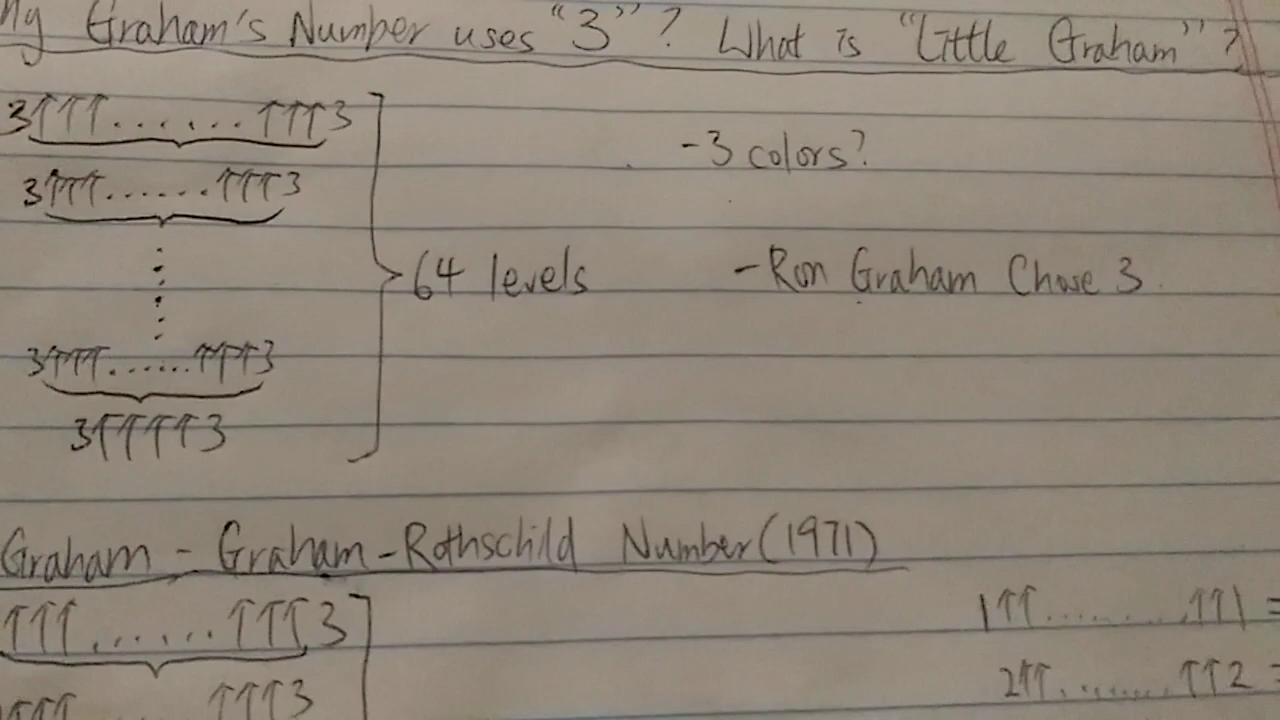 Graham's Number uses "3"? What is "Little Graham"?
3↑↑↑.......↑↑↑3
3↑↑↑.......↑↑↑3
3↑↑↑.......↑↑↑3
3↑↑↑↑3
64 levels
-3 colors?
-Ron Graham Chose 3
Graham - Graham-Rothschild Number(1971)
↑↑↑.......↑↑↑3
↑↑↑ ↑↑↑3
1↑↑.........↑↑1=
2↑↑.........↑↑2=